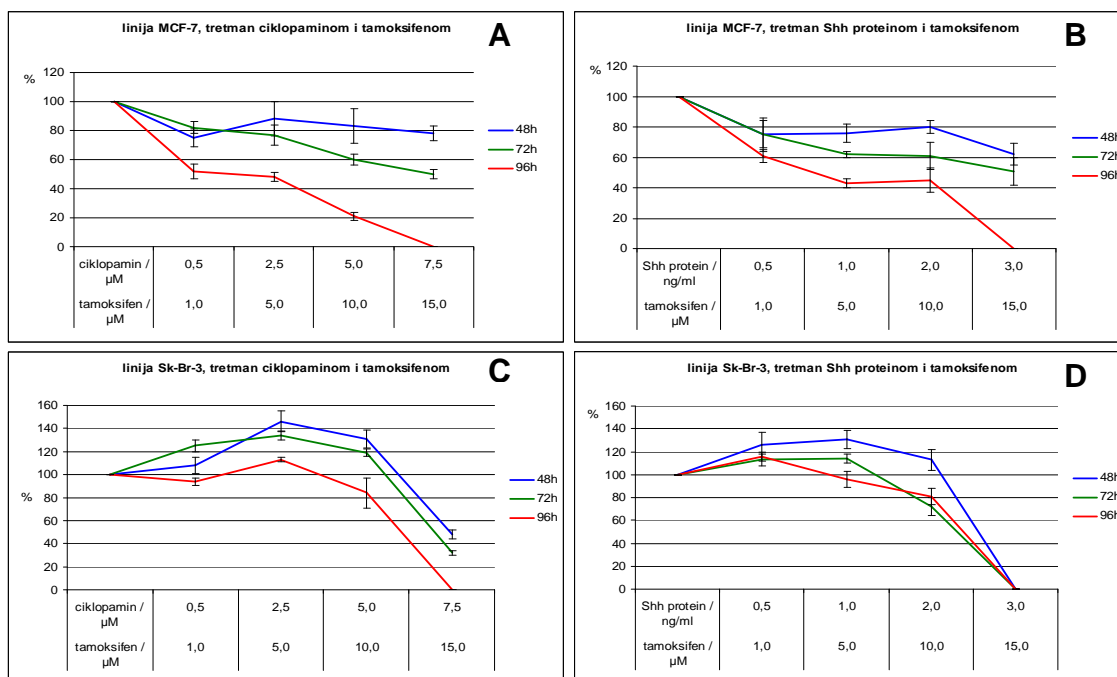 linija MCF-7, tretman ciklopaminom i tamoksifenom
A
%
120
100
80
60
40
20
0
48h
72h
96h
ciklopamin / µM 0,5 2,5 5,0 7,5
tamoksifen / µM 1,0 5,0 10,0 15,0
linija MCF-7, tretman Shh proteinom i tamoksifenom
B
%
120
100
80
60
40
20
0
48h
72h
96h
Shh protein / ng/ml 0,5 1,0 2,0 3,0
tamoksifen / µM 1,0 5,0 10,0 15,0
linija Sk-Br-3, tretman ciklopaminom i tamoksifenom
C
160
140
120
100
80
%
60
40
20
0
48h
72h
96h
ciklopamin / µM 0,5 2,5 5,0 7,5
tamoksifen / µM 1,0 5,0 10,0 15,0
linija Sk-Br-3, tretman Shh proteinom i tamoksifenom
D
%
160
140
120
100
80
60
40
20
0
48h
72h
96h
Shh protein / ng/ml 0,5 1,0 2,0 3,0
tamoksifen / µM 1,0 5,0 10,0 15,0